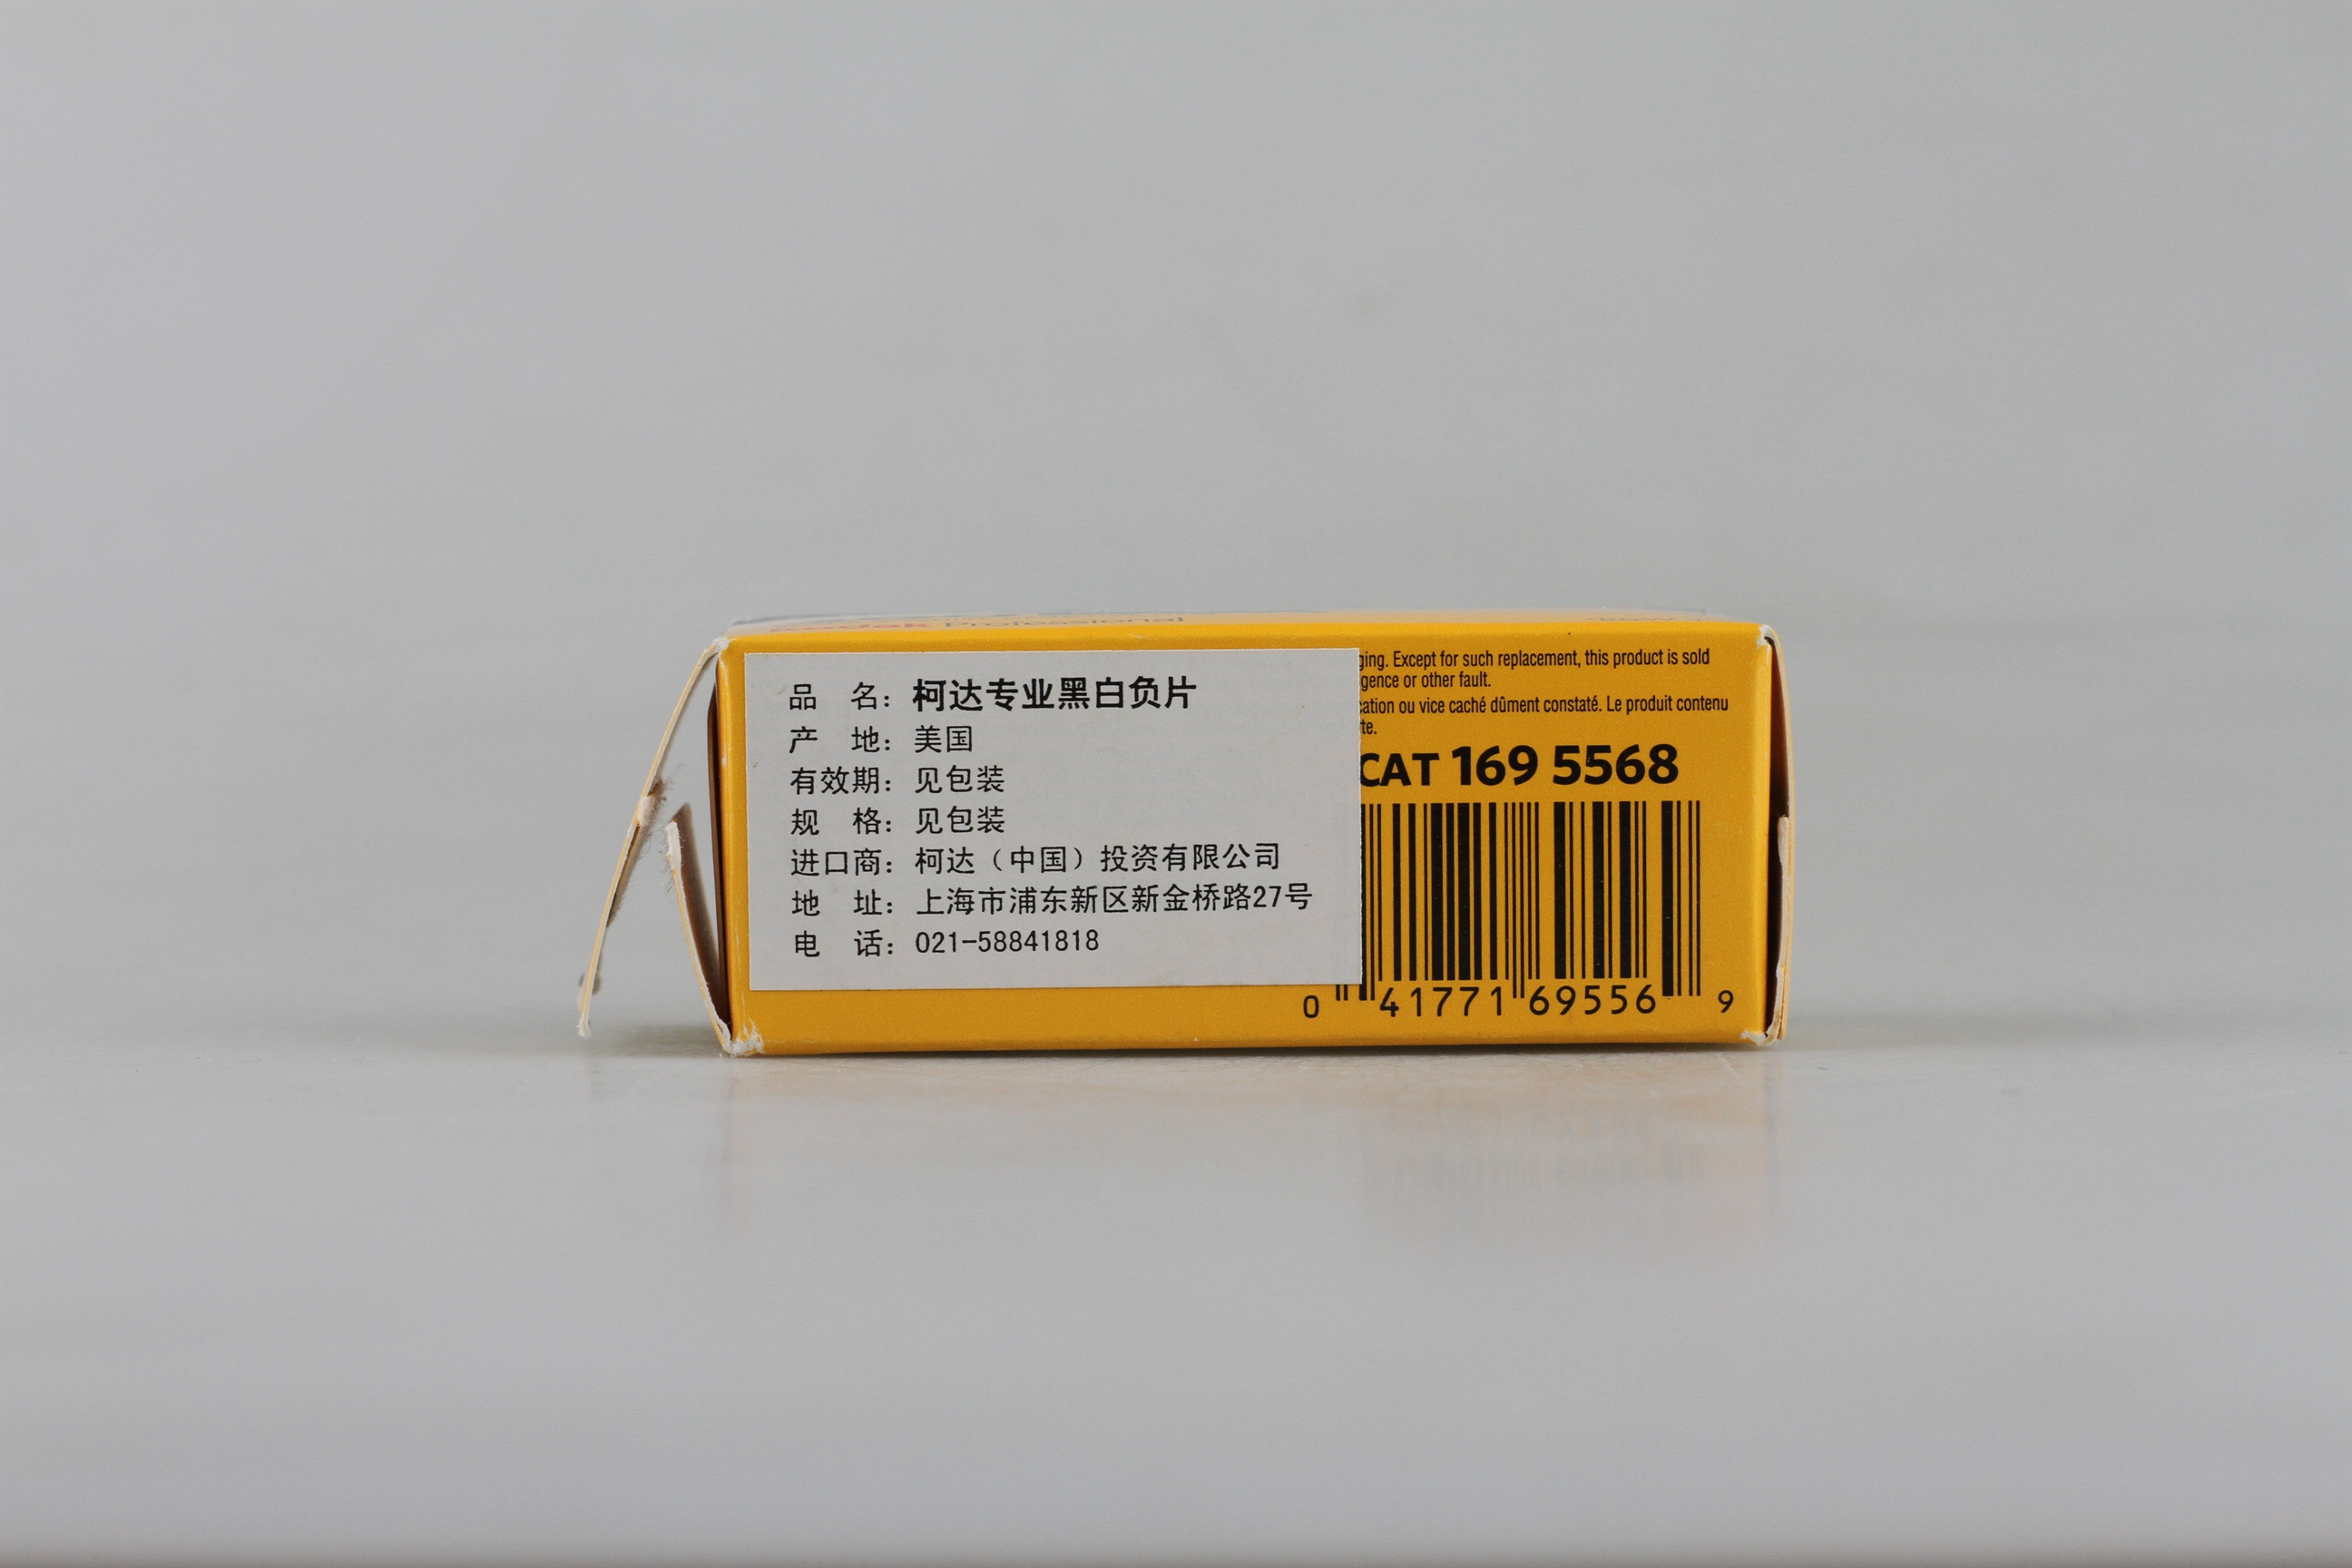 Kodak Professional
品 名：柯达专业黑白负片
产 地：美国
有效期：见包装
规 格：见包装
进口商：柯达（中国）投资有限公司
地 址：上海市浦东新区新金桥路27号
电 话：021-58841818
ging. Except for such replacement, this product is sold
gence or other fault.
cation ou vice caché dûment constaté. Le produit contenu
te.
CAT 169 5568
0 41771 69556 9